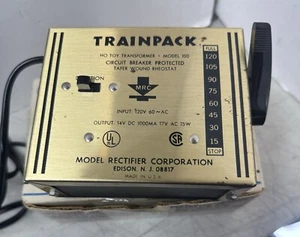 TRAINPACK
HO TOY TRANSFORMER • MODEL 100
CIRCUIT BREAKER PROTECTED
TAPER WOUND RHEOSTAT
FULL
120
105
90
75
60
45
30
15
STOP
MRC
INPUT: 120V 60~AC
OUTPUT: 14V DC 1000MA 17V AC 15W
UL
SA
MODEL RECTIFIER CORPORATION
EDISON, N. J. 08817
MADE IN U.S.A.